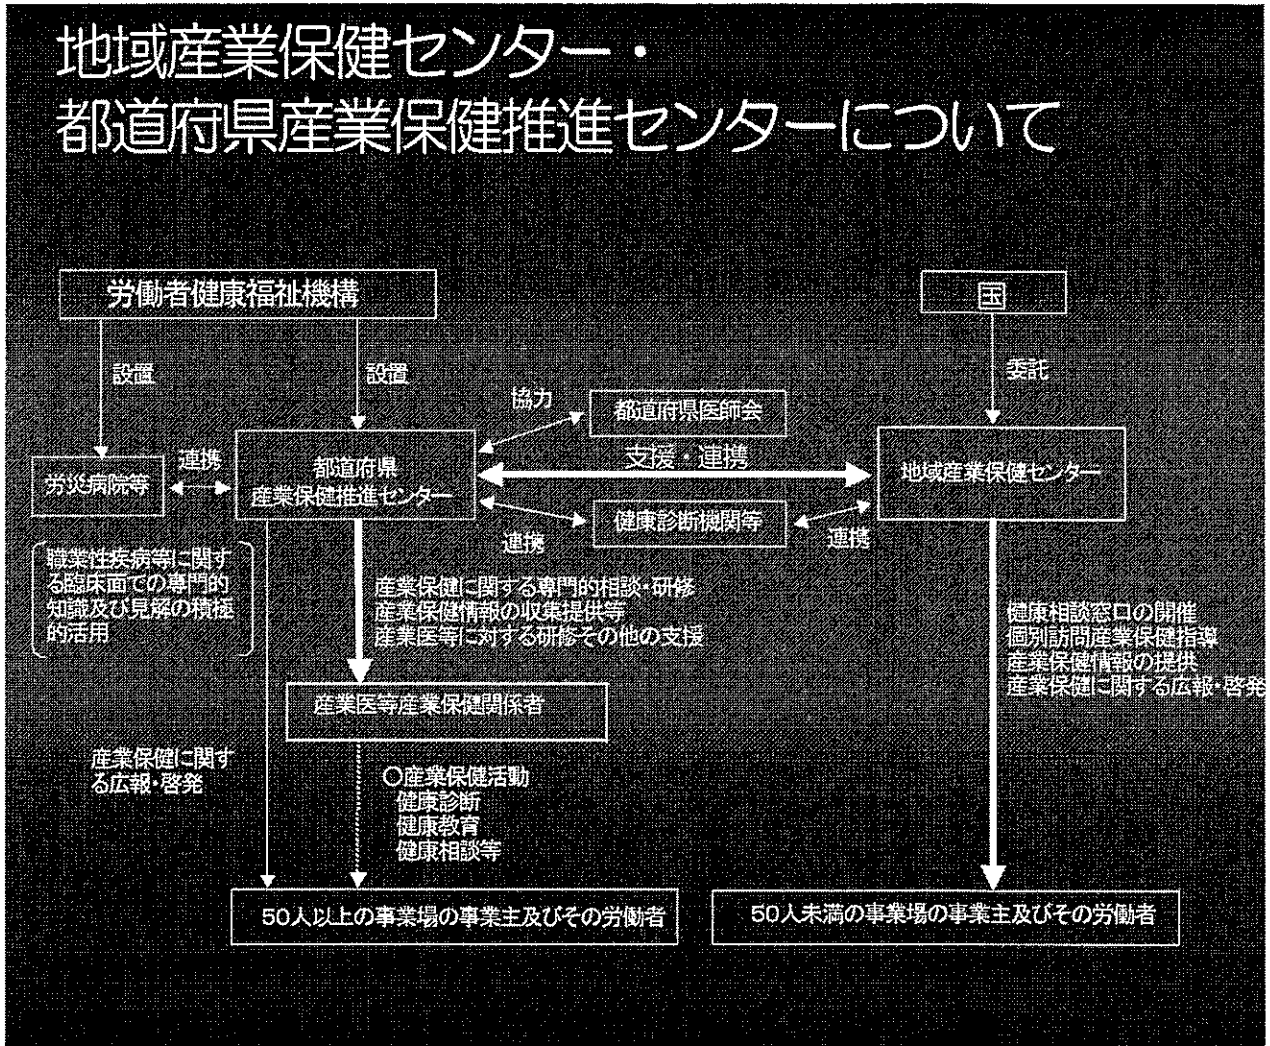 地域産業保健センター・
都道府県産業保健推進センターについて
労働者健康福祉機構
国
設置
設置
委託
協力
都道府県医師会
支援・連携
連携
労災病院等
都道府県
産業保健推進センター
地域産業保健センター
健康診断機関等
連携
連携
職業性疾病等に関す
る臨床面での専門的
知識及び見解の積極
的活用
産業保健に関する専門的相談・研修
産業保健情報の収集提供等
産業医等に対する研修その他の支援
健康相談窓口の開催
個別訪問産業保健指導
産業保健情報の提供
産業保健に関する広報・啓発
産業医等産業保健関係者
産業保健に関す
る広報・啓発
〇産業保健活動
健康診断
健康教育
健康相談等
50人以上の事業場の事業主及びその労働者
50人未満の事業場の事業主及びその労働者